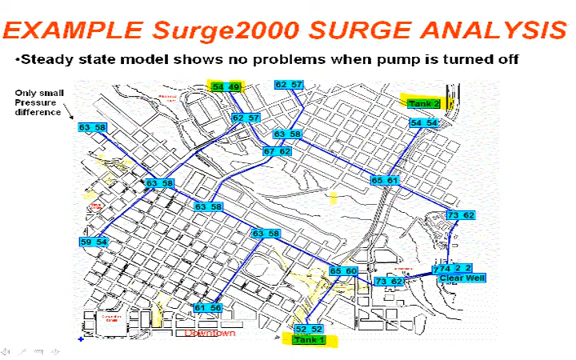 EXAMPLE Surge2000 SURGE ANALYSIS
•Steady state model shows no problems when pump is turned off
Only small
Pressure
difference
54 49
62 57
Tank 2
62 57
54 54
63 58
63 58
67 62
63 58
65 61
63 58
73 62
59 54
63 58
65 60
74 2 2
73 62
Clear Well
61 56
52 52
Downtown
Tank 1